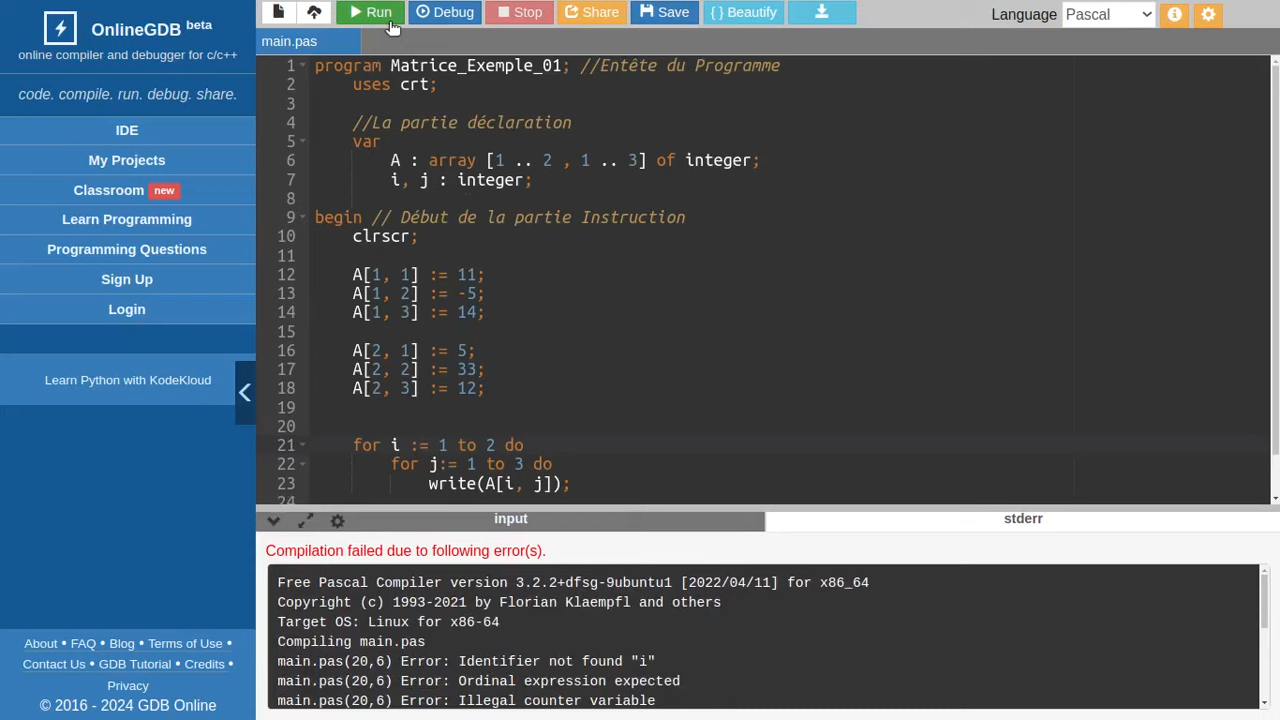 OnlineGDB beta
online compiler and debugger for c/c++
code. compile. run. debug. share.
IDE
My Projects
Classroom new
Learn Programming
Programming Questions
Sign Up
Login
Learn Python with KodeKloud
About • FAQ • Blog • Terms of Use •
Contact Us • GDB Tutorial • Credits •
Privacy
© 2016 - 2024 GDB Online
Run Debug Stop Share Save { } Beautify Language Pascal
main.pas
1 program Matrice_Exemple_01; //Entête du Programme
2 uses crt;
3
4 //La partie déclaration
5 var
6 A : array [1 .. 2 , 1 .. 3] of integer;
7 i, j : integer;
8
9 begin // Début de la partie Instruction
10 clrscr;
11
12 A[1, 1] := 11;
13 A[1, 2] := -5;
14 A[1, 3] := 14;
15
16 A[2, 1] := 5;
17 A[2, 2] := 33;
18 A[2, 3] := 12;
19
20
21 for i := 1 to 2 do
22 for j:= 1 to 3 do
23 write(A[i, j]);
24
input stderr
Compilation failed due to following error(s).
Free Pascal Compiler version 3.2.2+dfsg-9ubuntu1 [2022/04/11] for x86_64
Copyright (c) 1993-2021 by Florian Klaempfl and others
Target OS: Linux for x86-64
Compiling main.pas
main.pas(20,6) Error: Identifier not found "i"
main.pas(20,6) Error: Ordinal expression expected
main.pas(20,6) Error: Illegal counter variable